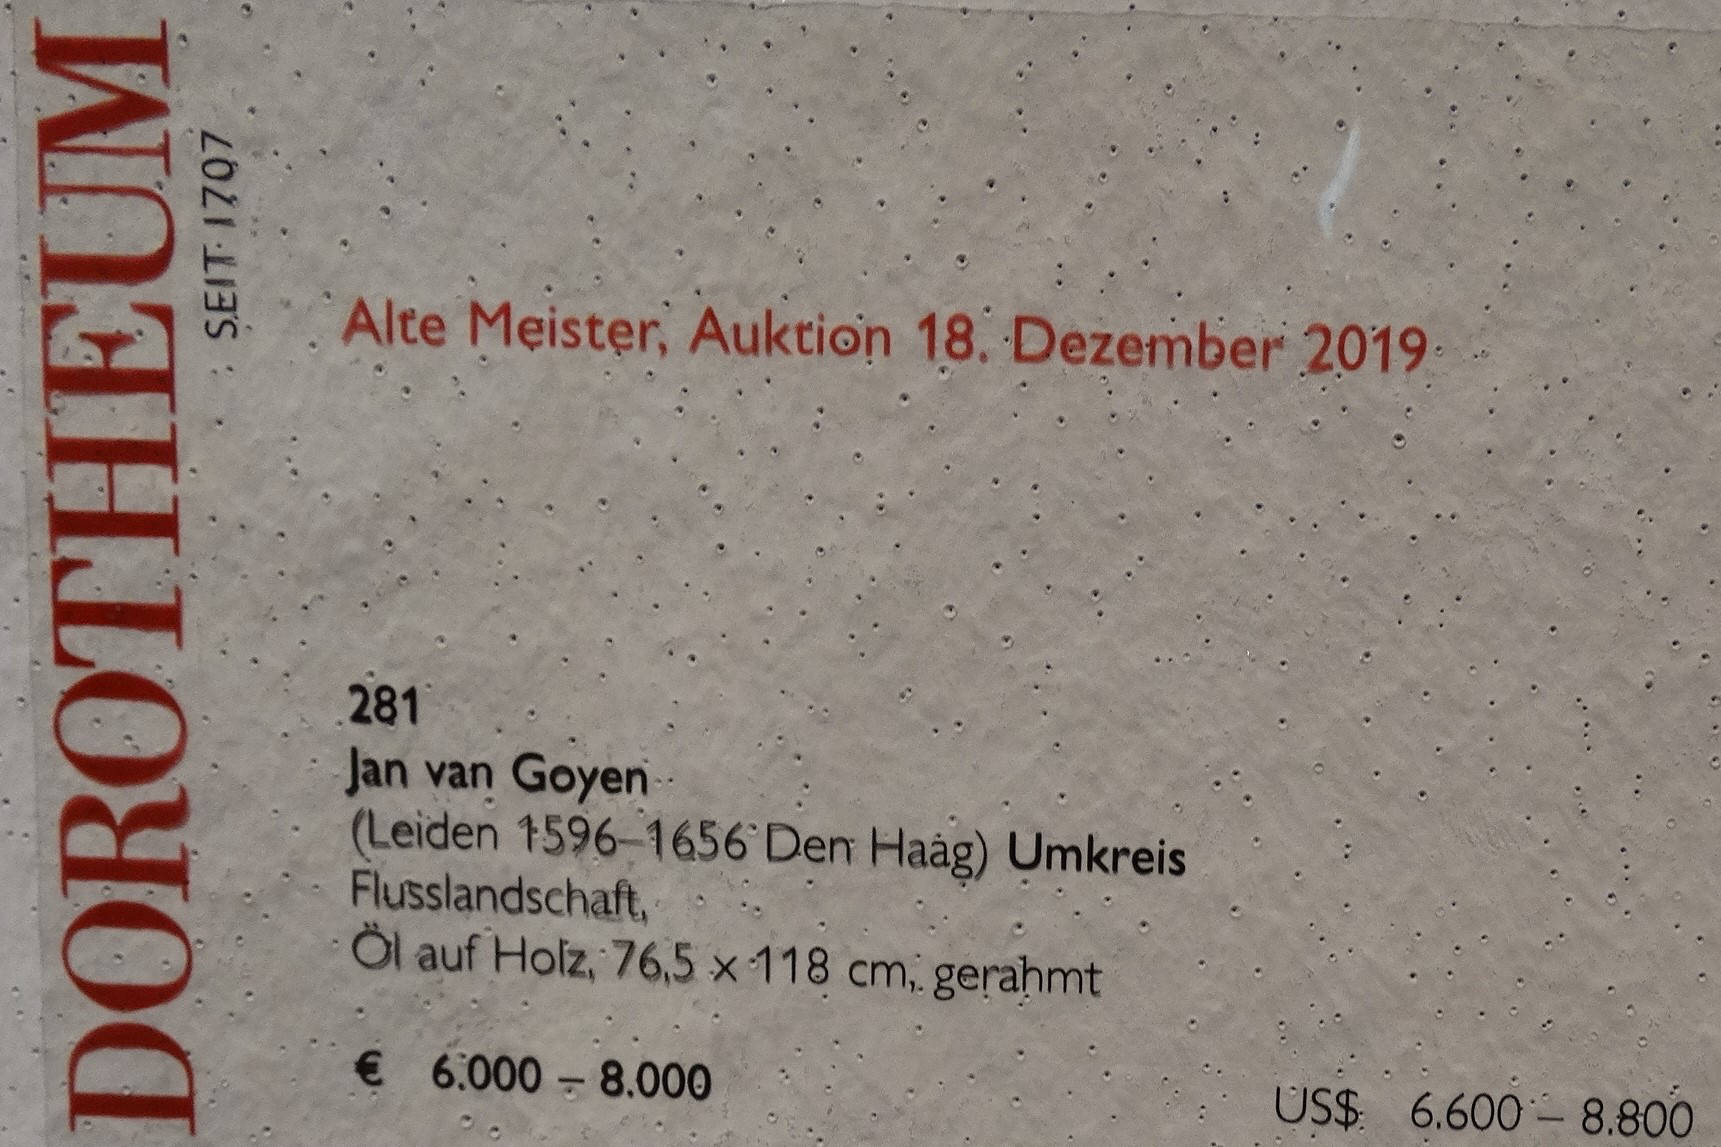 DOROTHEUM
SEIT 1707
Alte Meister, Auktion 18. Dezember 2019
281
Jan van Goyen
(Leiden 1596–1656 Den Haag) Umkreis
Flusslandschaft,
Öl auf Holz, 76,5 x 118 cm, gerahmt
€ 6.000 – 8.000
US$ 6.600 – 8.800